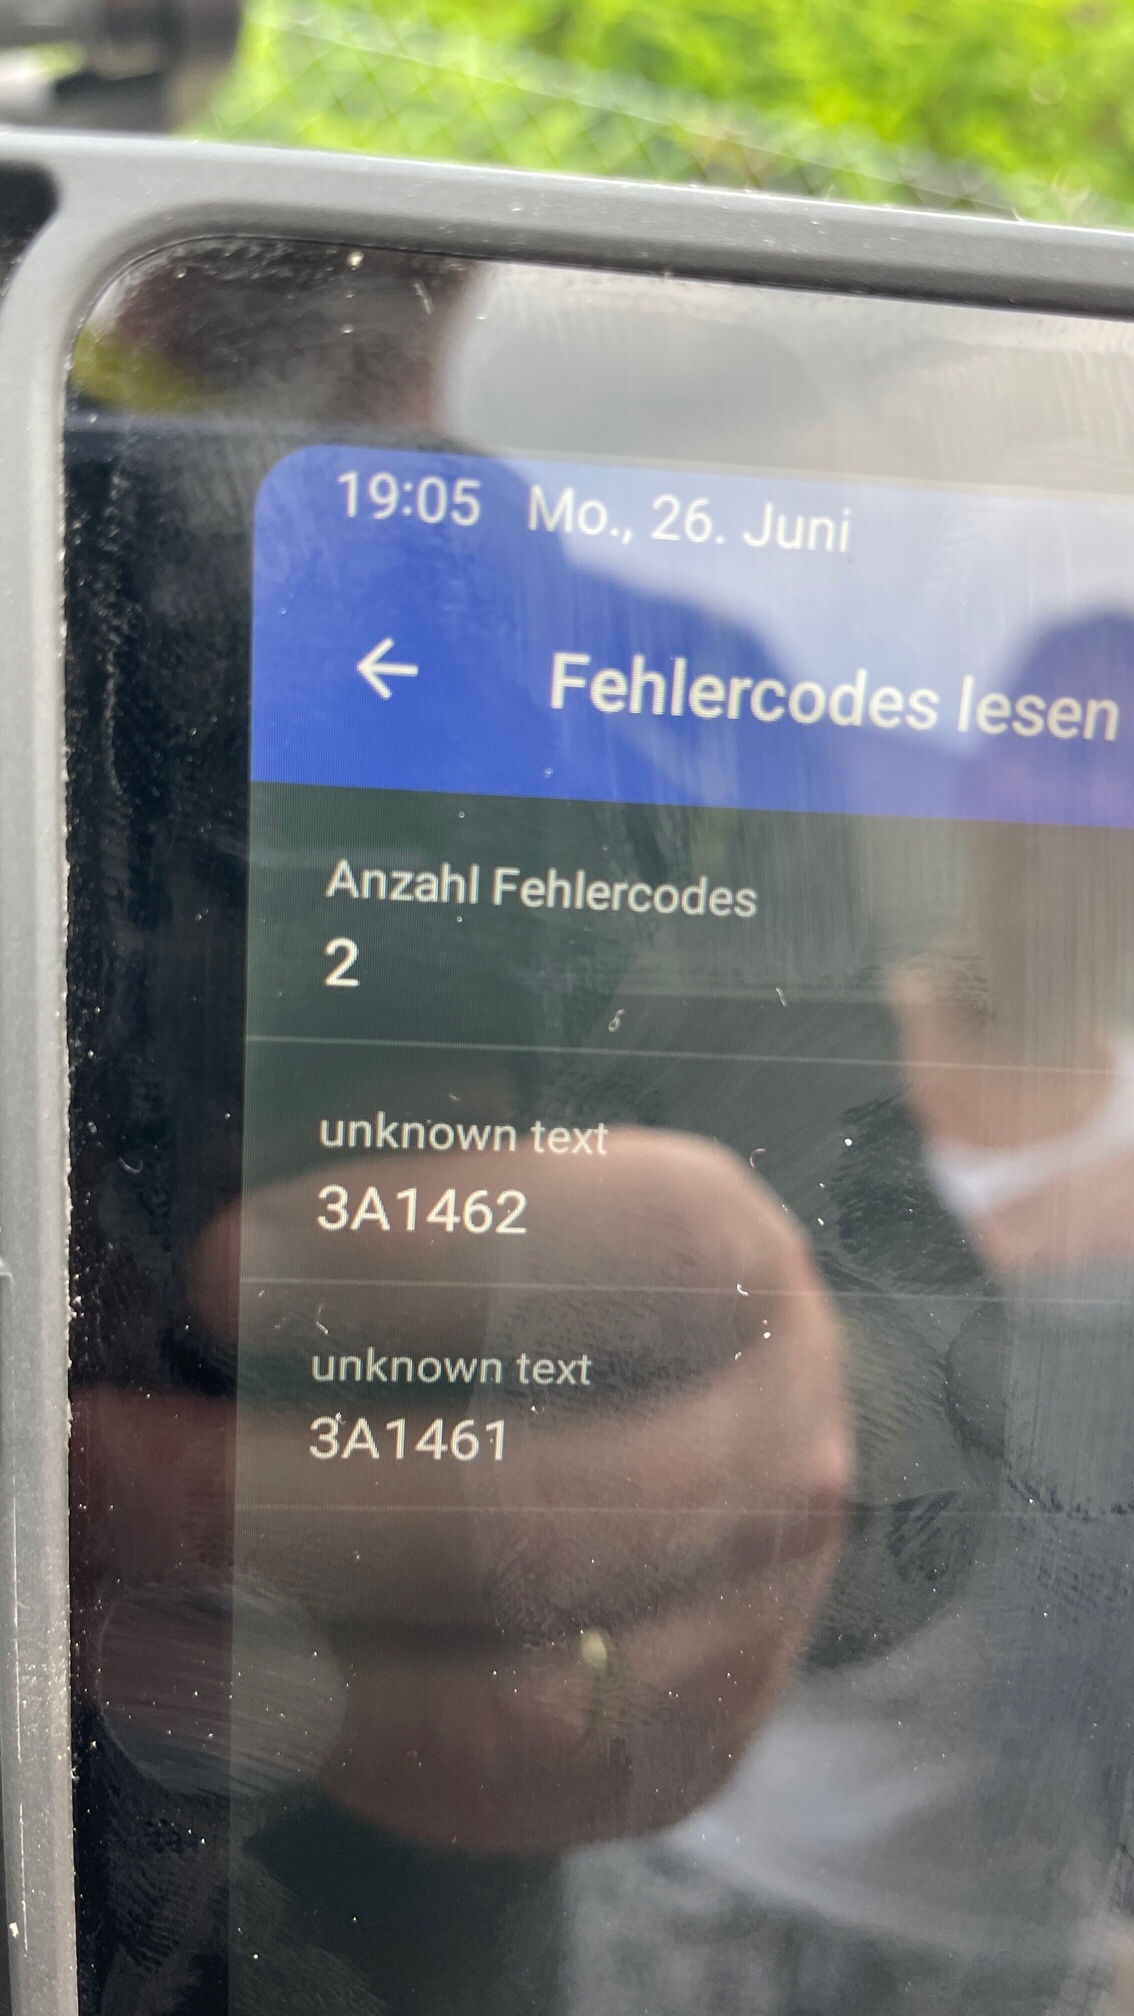 19:05 Mo., 26. Juni
Fehlercodes lesen
Anzahl Fehlercodes
2
unknown text
3A1462
unknown text
3A1461